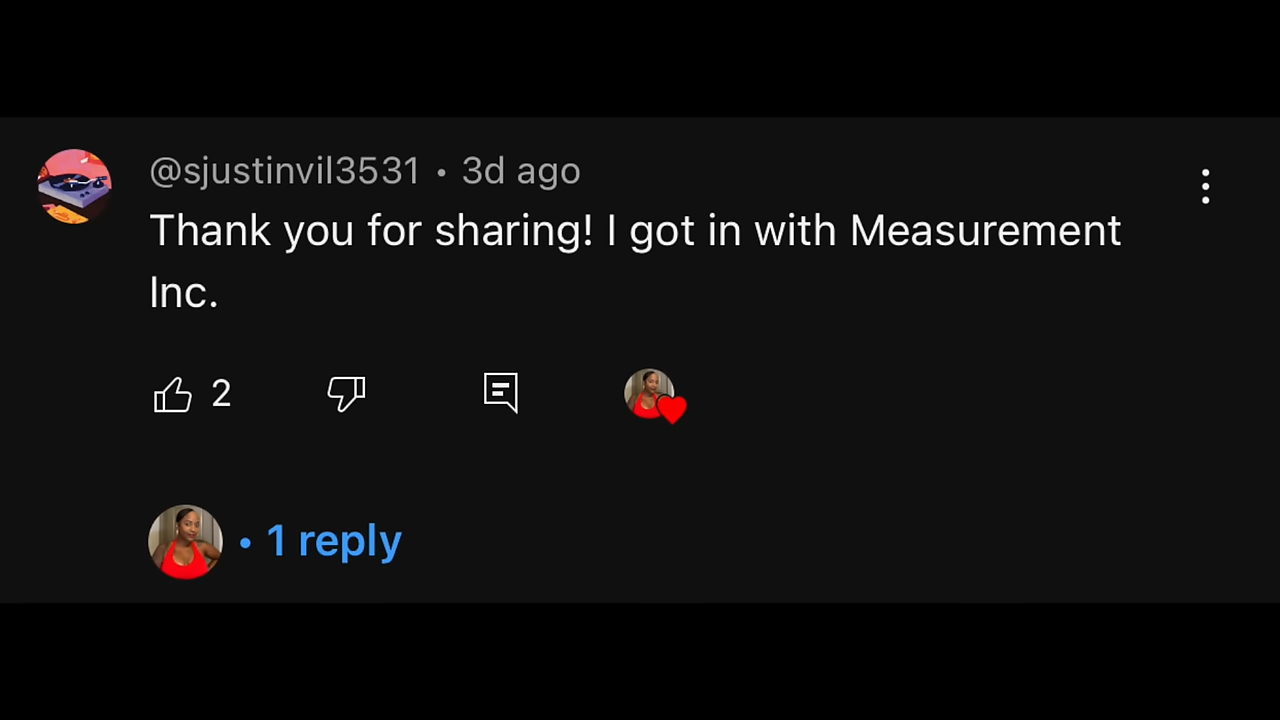 @sjustinvil3531 • 3d ago
Thank you for sharing! I got in with Measurement
Inc.
2
• 1 reply